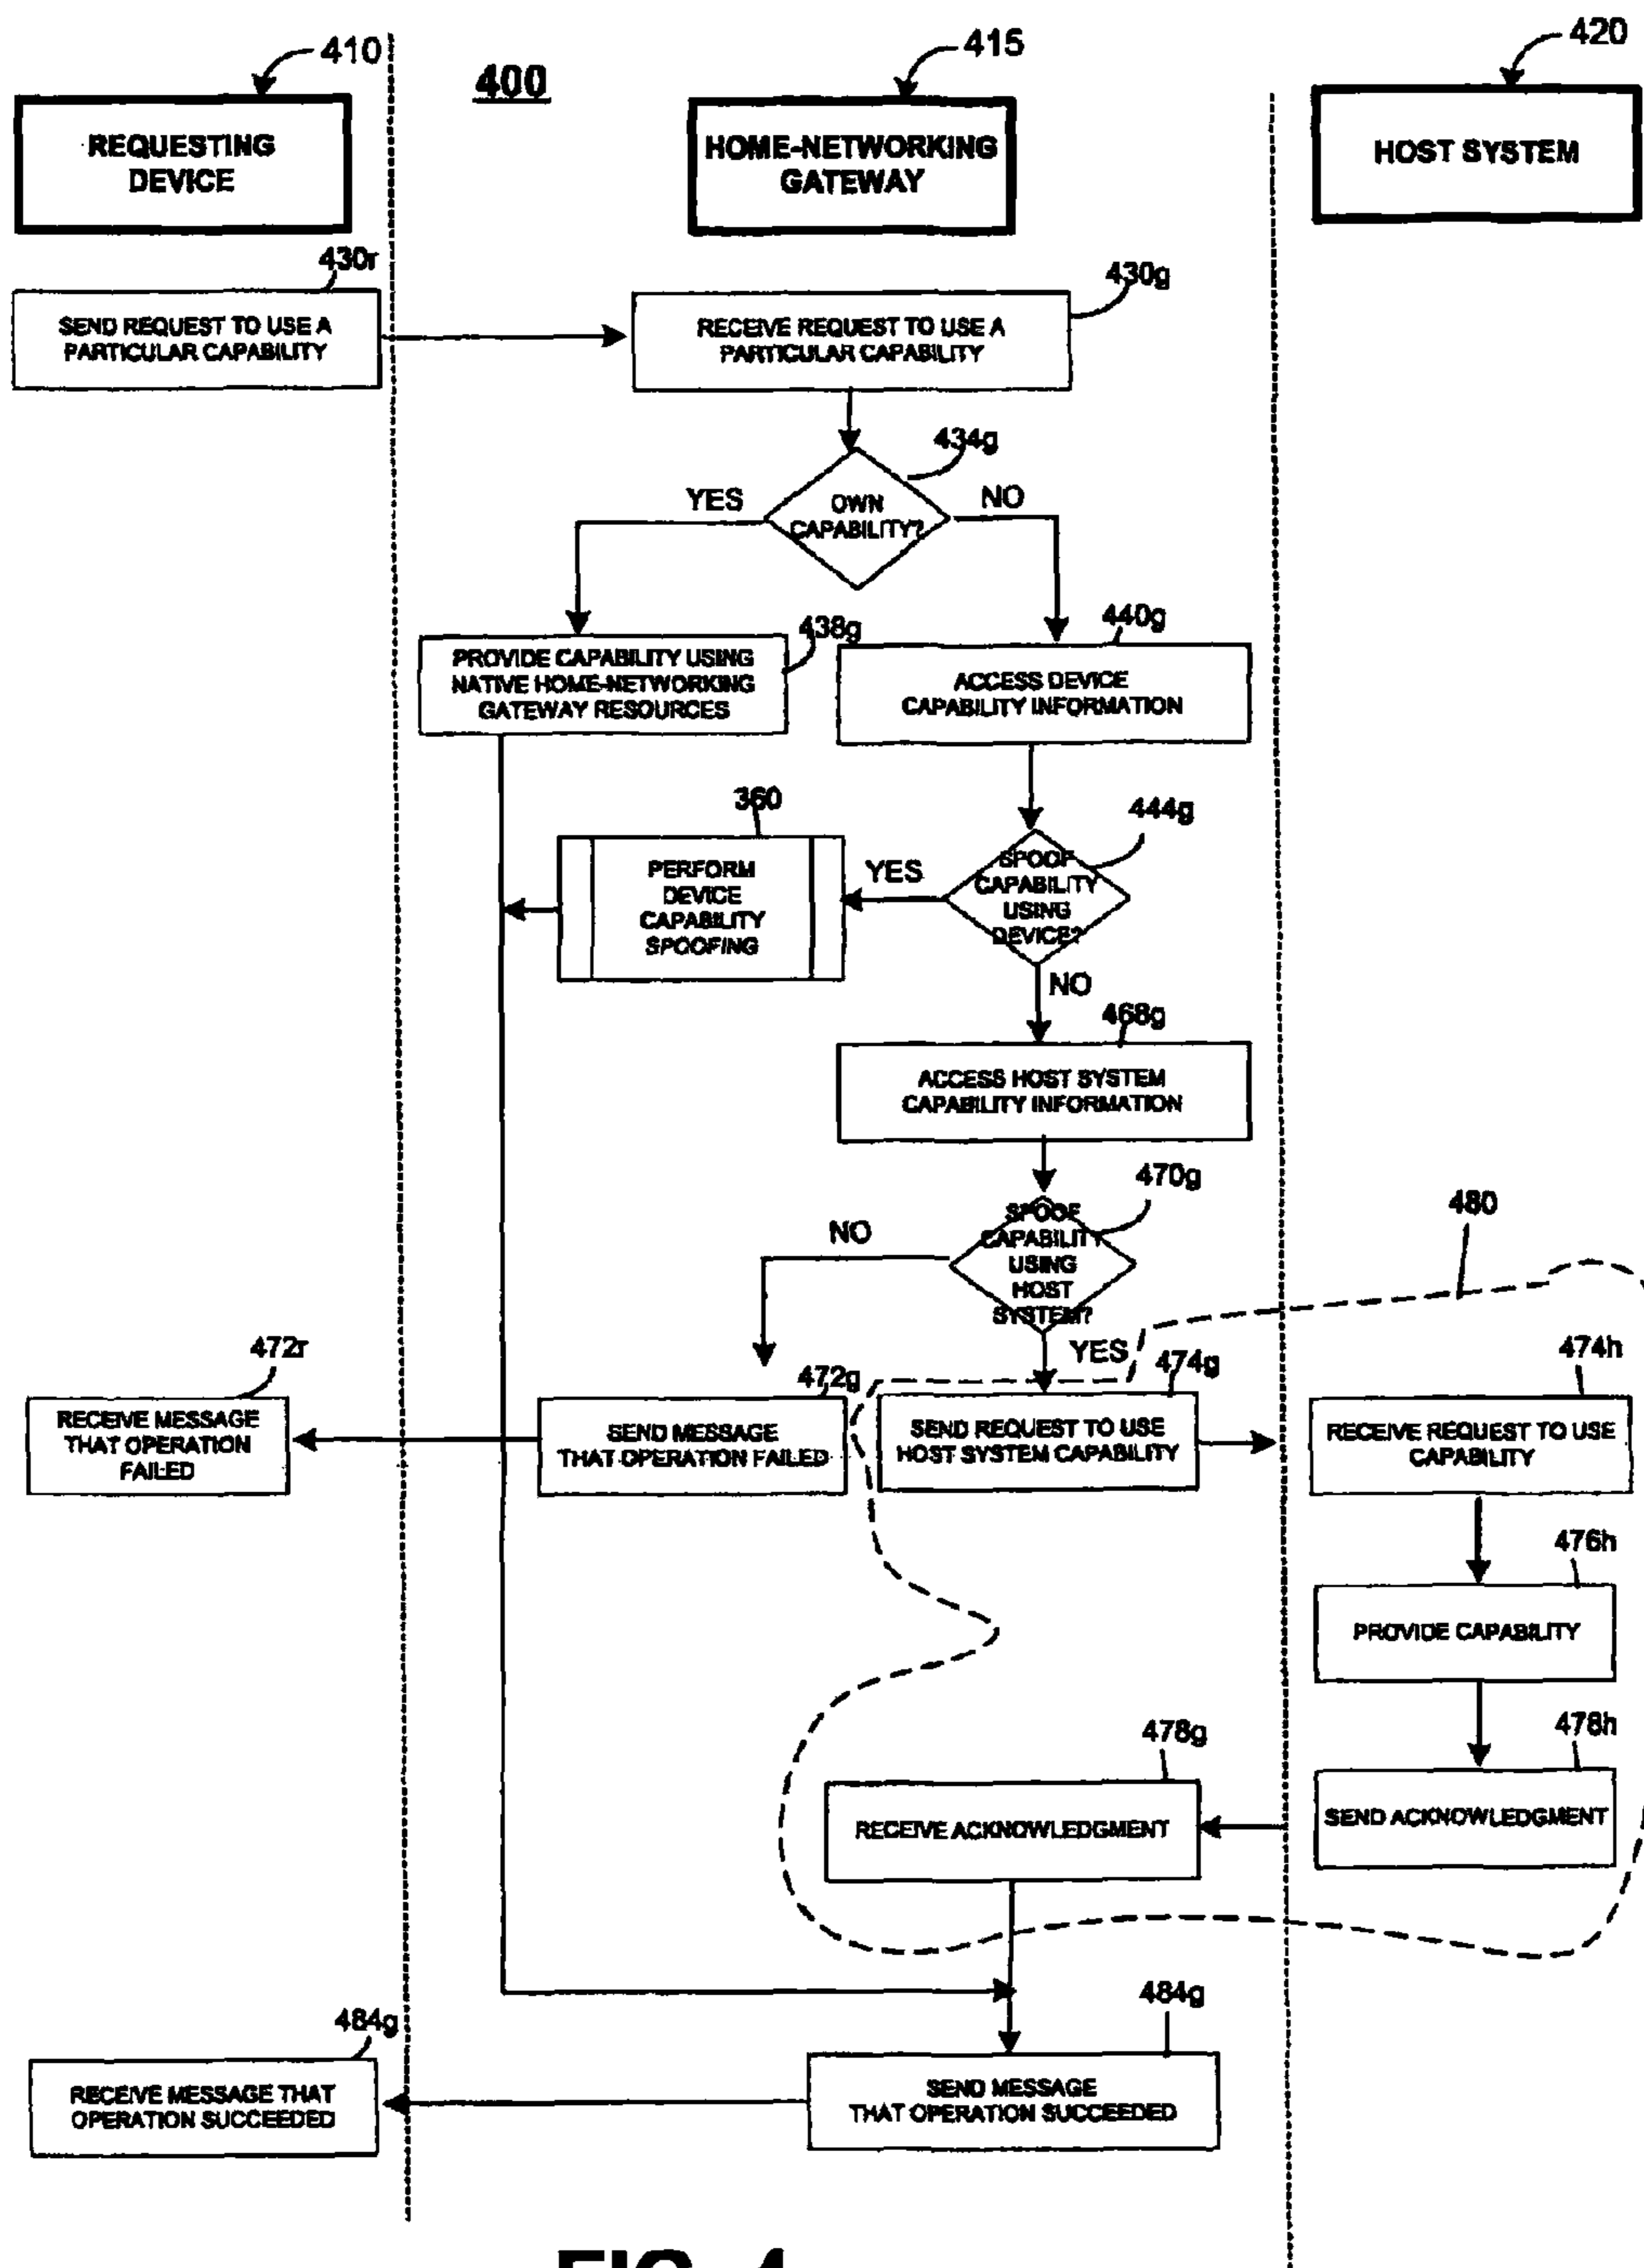 410
400
415
420
REQUESTING
DEVICE
HOME-NETWORKING
GATEWAY
HOST SYSTEM
430r
430g
SEND REQUEST TO USE A
PARTICULAR CAPABILITY
RECEIVE REQUEST TO USE A
PARTICULAR CAPABILITY
434g
YES
OWN
CAPABILITY?
NO
438g
440g
PROVIDE CAPABILITY USING
NATIVE HOME-NETWORKING
GATEWAY RESOURCES
ACCESS DEVICE
CAPABILITY INFORMATION
360
444g
PERFORM
DEVICE
CAPABILITY
SPOOFING
YES
SPOOF
CAPABILITY
USING
DEVICE?
NO
468g
ACCESS HOST SYSTEM
CAPABILITY INFORMATION
470g
NO
SPOOF
CAPABILITY
USING
HOST
SYSTEM?
480
YES
472r
472g
474g
474h
RECEIVE MESSAGE
THAT OPERATION
FAILED
SEND MESSAGE
THAT OPERATION FAILED
SEND REQUEST TO USE
HOST SYSTEM CAPABILITY
RECEIVE REQUEST TO USE
CAPABILITY
476h
PROVIDE CAPABILITY
478g
478h
RECEIVE ACKNOWLEDGMENT
SEND ACKNOWLEDGMENT
484g
484g
RECEIVE MESSAGE THAT
OPERATION SUCCEEDED
SEND MESSAGE
THAT OPERATION SUCCEEDED
FIG. 4